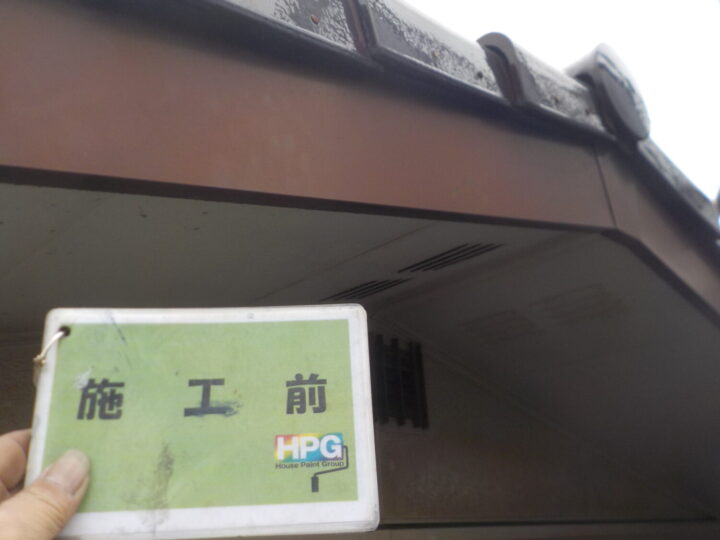 施工前
HPG
House Paint Group